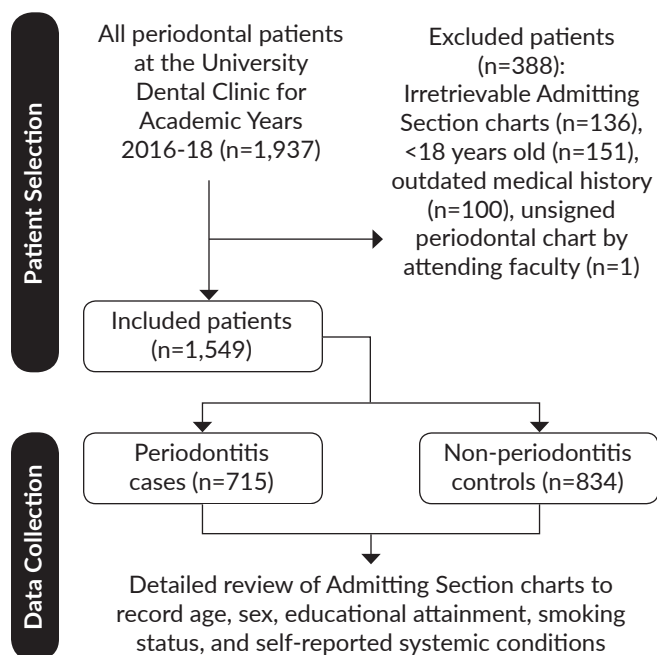 Patient Selection
All periodontal patients
at the University
Dental Clinic for
Academic Years
2016-18 (n=1,937)
Excluded patients
(n=388):
Irretrievable Admitting
Section charts (n=136),
<18 years old (n=151),
outdated medical history
(n=100), unsigned
periodontal chart by
attending faculty (n=1)
Included patients
(n=1,549)
Data Collection
Periodontitis
cases (n=715)
Non-periodontitis
controls (n=834)
Detailed review of Admitting Section charts to
record age, sex, educational attainment, smoking
status, and self-reported systemic conditions